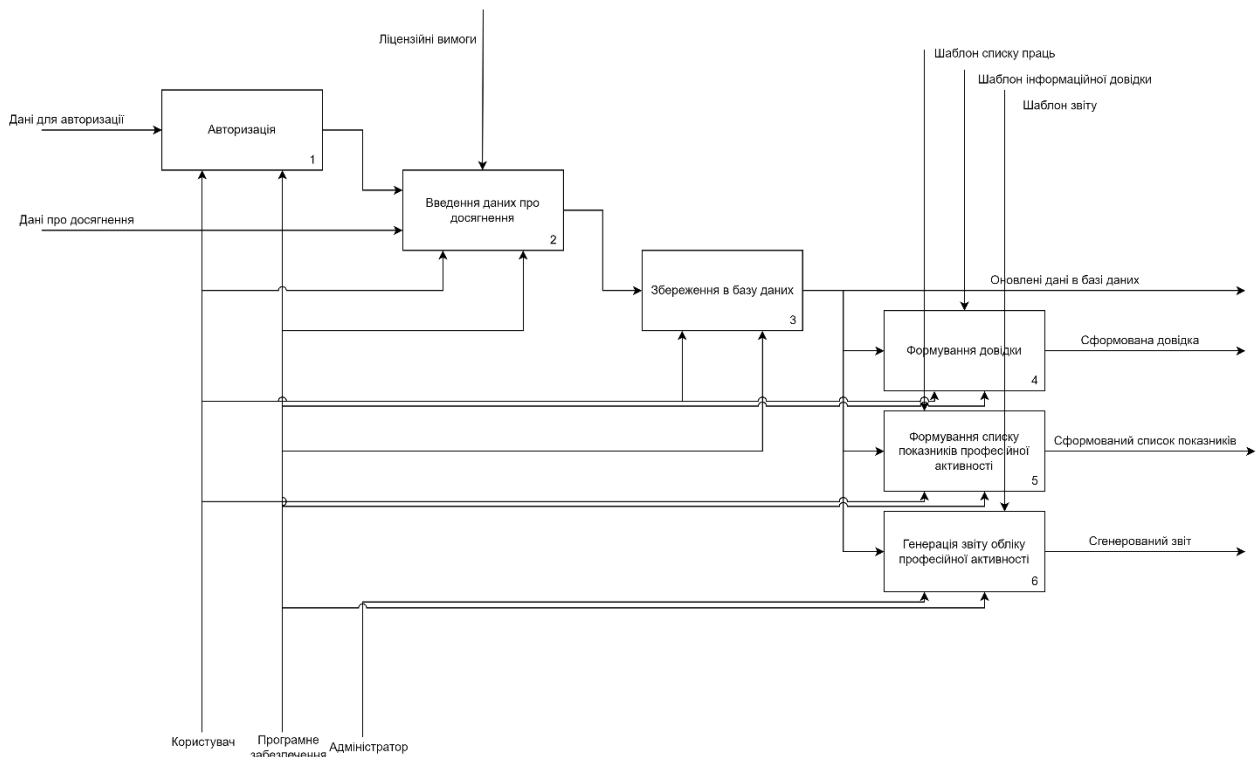 Ліцензійні вимоги
Шаблон списку праць
Шаблон інформаційної довідки
Шаблон звіту
Дані для авторизації
Авторизація
1
Введення даних про
досягнення
2
Дані про досягнення
Збереження в базу даних
3
Оновлені дані в базі даних
Формування довідки
4
Сформована довідка
Формування списку
показників професійної
активності
5
Сформований список показників
Генерація звіту обліку
професійної активності
6
Сгенерований звіт
Користувач
Програмне
забезпечення
Адміністратор